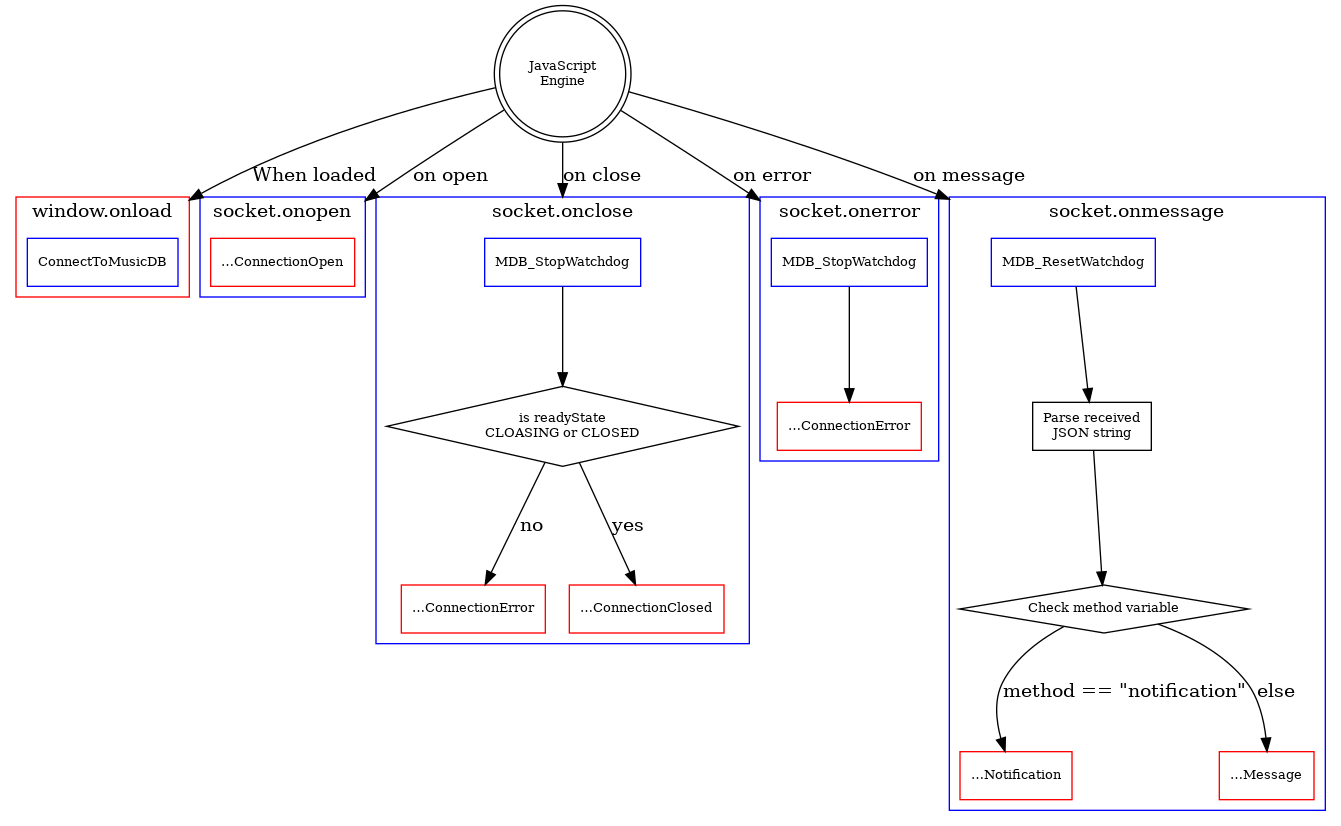 JavaScript
Engine
When loaded
on open
on close
on error
on message
window.onload
socket.onopen
socket.onclose
socket.onerror
socket.onmessage
ConnectToMusicDB
...ConnectionOpen
MDB_StopWatchdog
MDB_StopWatchdog
MDB_ResetWatchdog
is readyState
CLOASING or CLOSED
...ConnectionError
Parse received
JSON string
no
yes
...ConnectionError
...ConnectionClosed
Check method variable
method == "notification"
else
...Notification
...Message